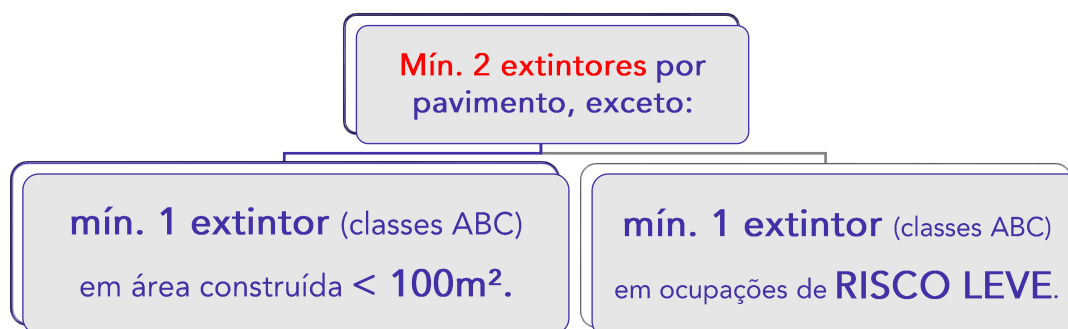 Mín. 2 extintores por
pavimento, exceto:
mín. 1 extintor (classes ABC)
em área construída < 100m².
mín. 1 extintor (classes ABC)
em ocupações de RISCO LEVE.